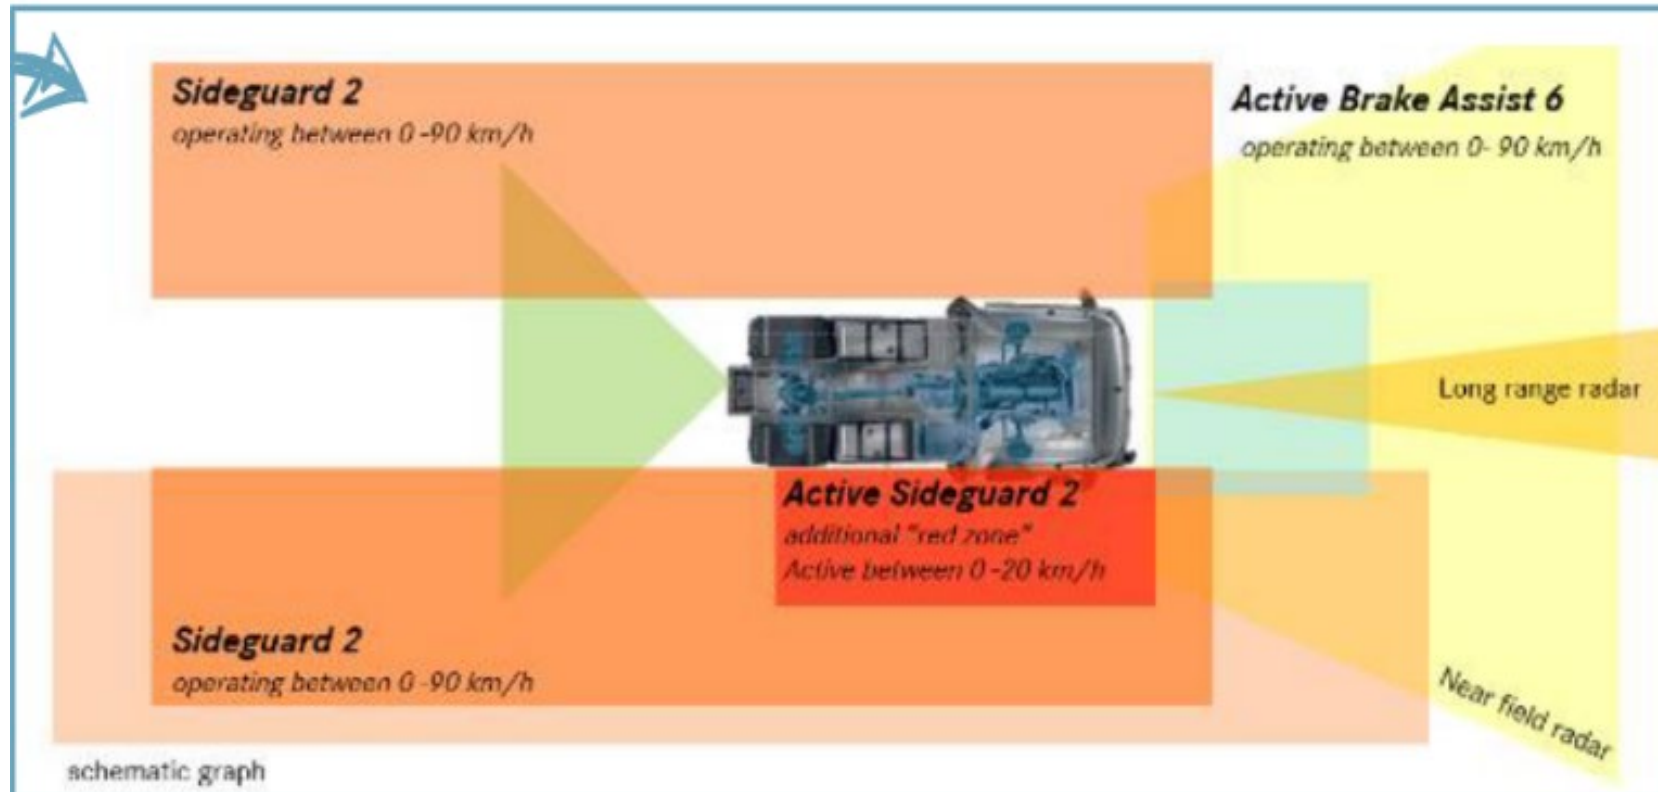 Sideguard 2
operating between 0-90 km/h
Active Brake Assist 6
operating between 0- 90 km/h
Long range radar
Active Sideguard 2
additional "red zone"
Active between 0-20 km/h
Sideguard 2
operating between 0-90 km/h
Near field radar
schematic graph